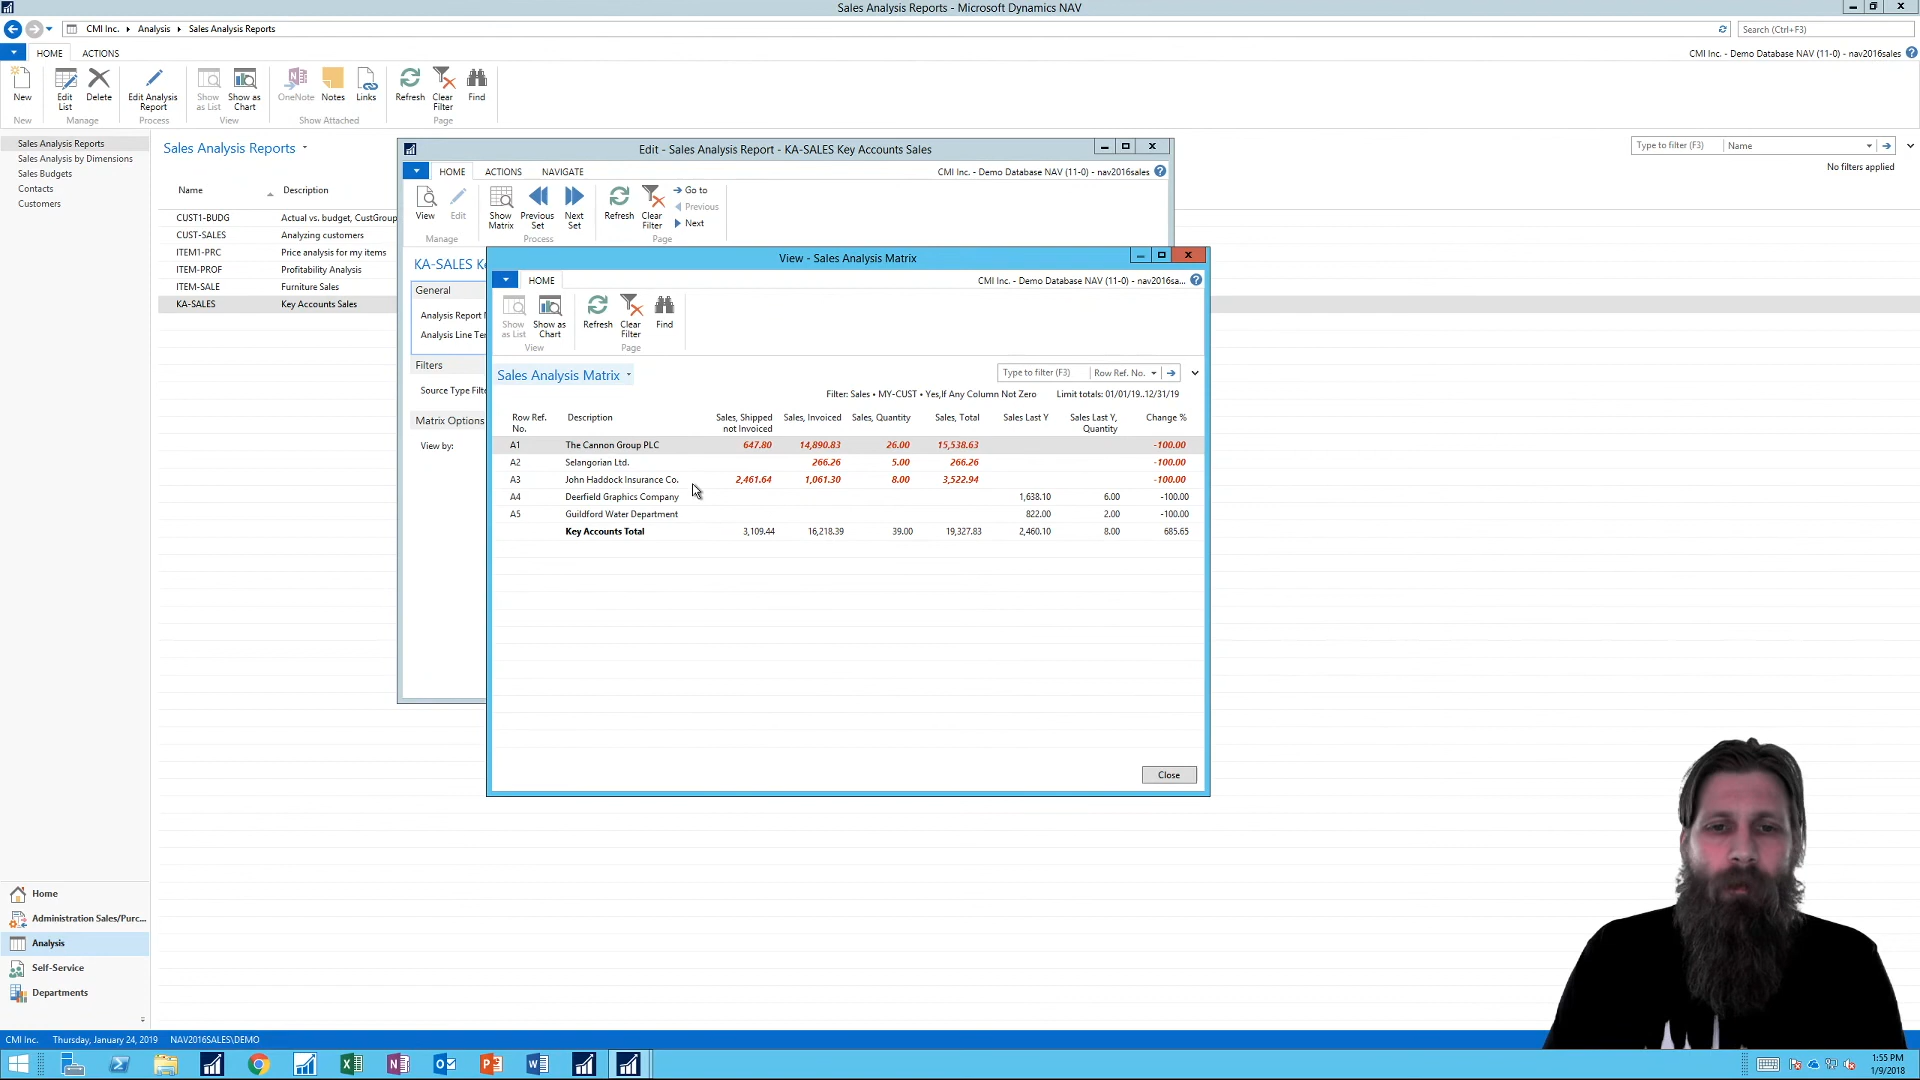 Sales Analysis Reports - Microsoft Dynamics NAV
CMI Inc. Analysis Sales Analysis Reports
Search (Ctrl+F3)
HOME ACTIONS
CMI Inc. - Demo Database NAV (11-0) - nav2016sales
New Edit List Delete Edit Analysis Report Show as List Show as Chart OneNote Notes Links Refresh Clear Filter Find
New Manage Process View Show Attached Page
Sales Analysis Reports
Sales Analysis by Dimensions
Sales Budgets
Contacts
Customers
Sales Analysis Reports
Type to filter (F3) Name
No filters applied
Name Description
CUST1-BUDG Actual vs. budget, CustGroup
CUST-SALES Analyzing customers
ITEM1-PRC Price analysis for my items
ITEM-PROF Profitability Analysis
ITEM-SALE Furniture Sales
KA-SALES Key Accounts Sales
Edit - Sales Analysis Report - KA-SALES Key Accounts Sales
HOME ACTIONS NAVIGATE
CMI Inc. - Demo Database NAV (11-0) - nav2016sales
View Edit Show Matrix Previous Set Next Set Refresh Clear Filter Go to Previous Next
Manage Process Page
KA-SALES
General
Analysis Report
Analysis Line
Filters
Source Type
Matrix Options
View by:
View - Sales Analysis Matrix
HOME
CMI Inc. - Demo Database NAV (11-0) - nav2016sa...
Show as List Show as Chart Refresh Clear Filter Find
View Page
Sales Analysis Matrix
Type to filter (F3) Row Ref. No.
Filter: Sales • MY-CUST • Yes,If Any Column Not Zero Limit totals: 01/01/19..12/31/19
Row Ref. No. Description Sales, Shipped not Invoiced Sales, Invoiced Sales, Quantity Sales, Total Sales Last Y Sales Last Y, Quantity Change %
A1 The Cannon Group PLC 647.80 14,890.83 26.00 15,538.63 -100.00
A2 Selangorian Ltd. 266.26 5.00 266.26 -100.00
A3 John Haddock Insurance Co. 2,461.64 1,061.30 8.00 3,522.94 -100.00
A4 Deerfield Graphics Company 1,638.10 6.00 -100.00
A5 Guildford Water Department 822.00 2.00 -100.00
Key Accounts Total 3,109.44 16,218.39 39.00 19,327.83 2,460.10 8.00 685.65
Close
Home
Administration Sales/Purc...
Analysis
Self-Service
Departments
CMI Inc. Thursday, January 24, 2019 NAV2016SALES\DEMO
1:55 PM
1/9/2018